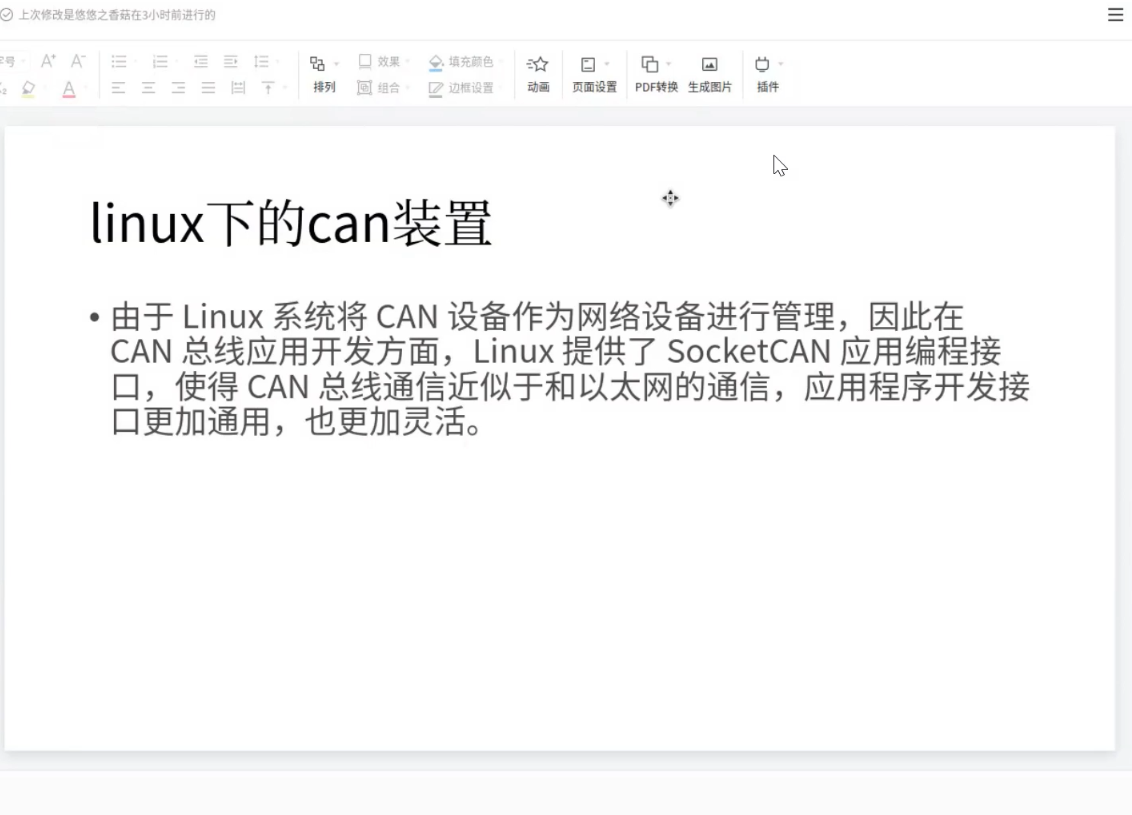 上次修改是悠悠之香菇在3小时前进行的
字号 A+ A-
效果 填充颜色
A
排列 组合 边框设置 动画 页面设置 PDF转换 生成图片 插件
linux下的can装置
• 由于 Linux 系统将 CAN 设备作为网络设备进行管理，因此在
CAN 总线应用开发方面，Linux 提供了 SocketCAN 应用编程接
口，使得 CAN 总线通信近似于和以太网的通信，应用程序开发接
口更加通用，也更加灵活。